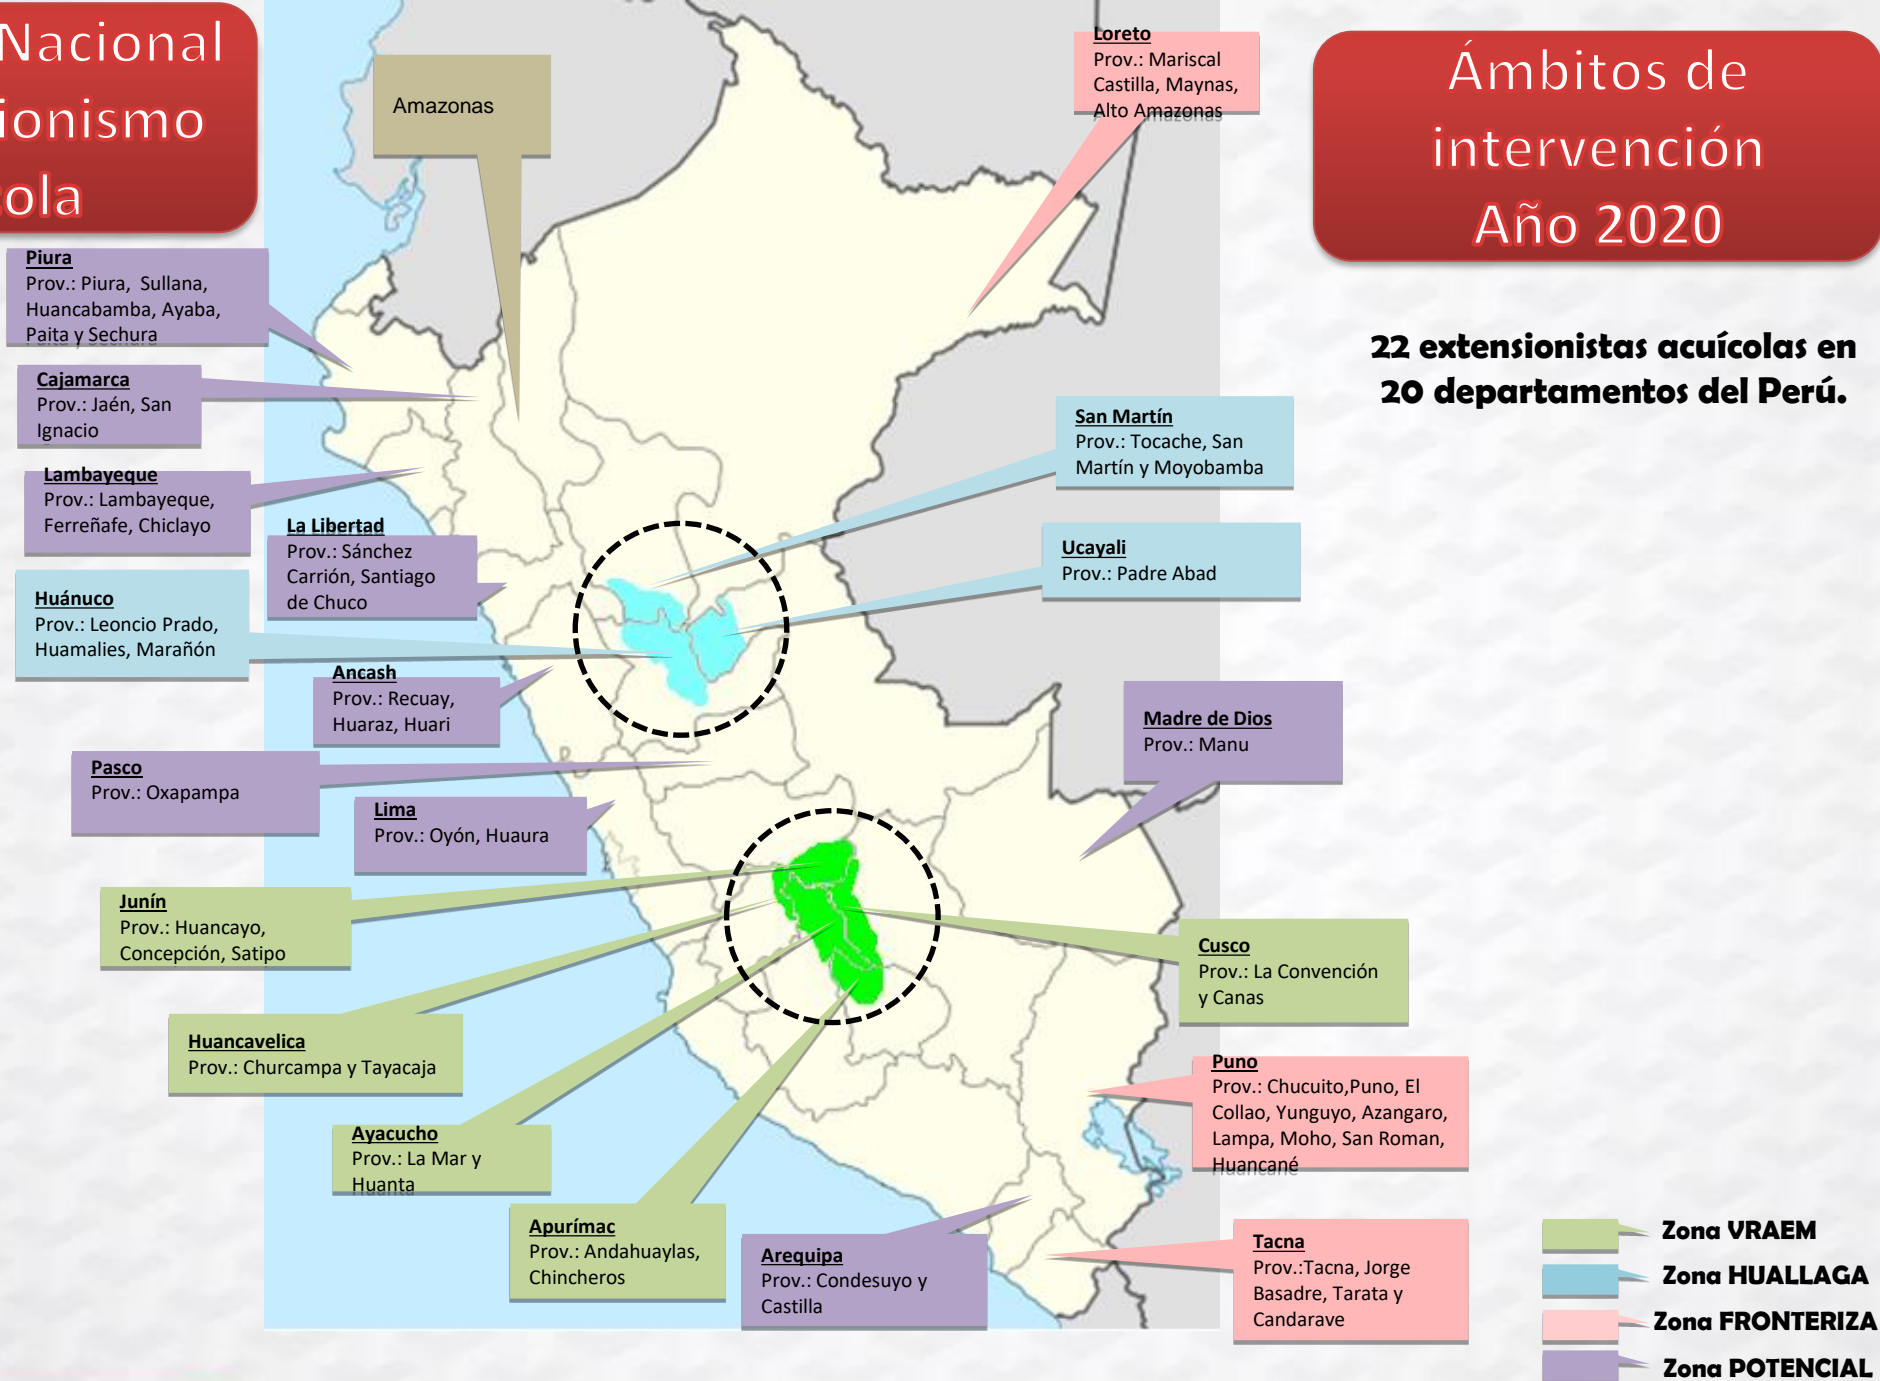 Nacional
ionismo
ola
Ámbitos de
intervención
Año 2020
22 extensionistas acuícolas en
20 departamentos del Perú.
Amazonas
Loreto
Prov.: Mariscal
Castilla, Maynas,
Alto Amazonas
Piura
Prov.: Piura, Sullana,
Huancabamba, Ayaba,
Paita y Sechura
Cajamarca
Prov.: Jaén, San
Ignacio
Lambayeque
Prov.: Lambayeque,
Ferreñafe, Chiclayo
La Libertad
Prov.: Sánchez
Carrión, Santiago
de Chuco
San Martín
Prov.: Tocache, San
Martín y Moyobamba
Ucayali
Prov.: Padre Abad
Huánuco
Prov.: Leoncio Prado,
Huamalies, Marañón
Ancash
Prov.: Recuay,
Huaraz, Huari
Madre de Dios
Prov.: Manu
Pasco
Prov.: Oxapampa
Lima
Prov.: Oyón, Huaura
Junín
Prov.: Huancayo,
Concepción, Satipo
Cusco
Prov.: La Convención
y Canas
Huancavelica
Prov.: Churcampa y Tayacaja
Puno
Prov.: Chucuito,Puno, El
Collao, Yunguyo, Azangaro,
Lampa, Moho, San Roman,
Huancané
Ayacucho
Prov.: La Mar y
Huanta
Apurímac
Prov.: Andahuaylas,
Chincheros
Arequipa
Prov.: Condesuyo y
Castilla
Tacna
Prov.:Tacna, Jorge
Basadre, Tarata y
Candarave
Zona VRAEM
Zona HUALLAGA
Zona FRONTERIZA
Zona POTENCIAL